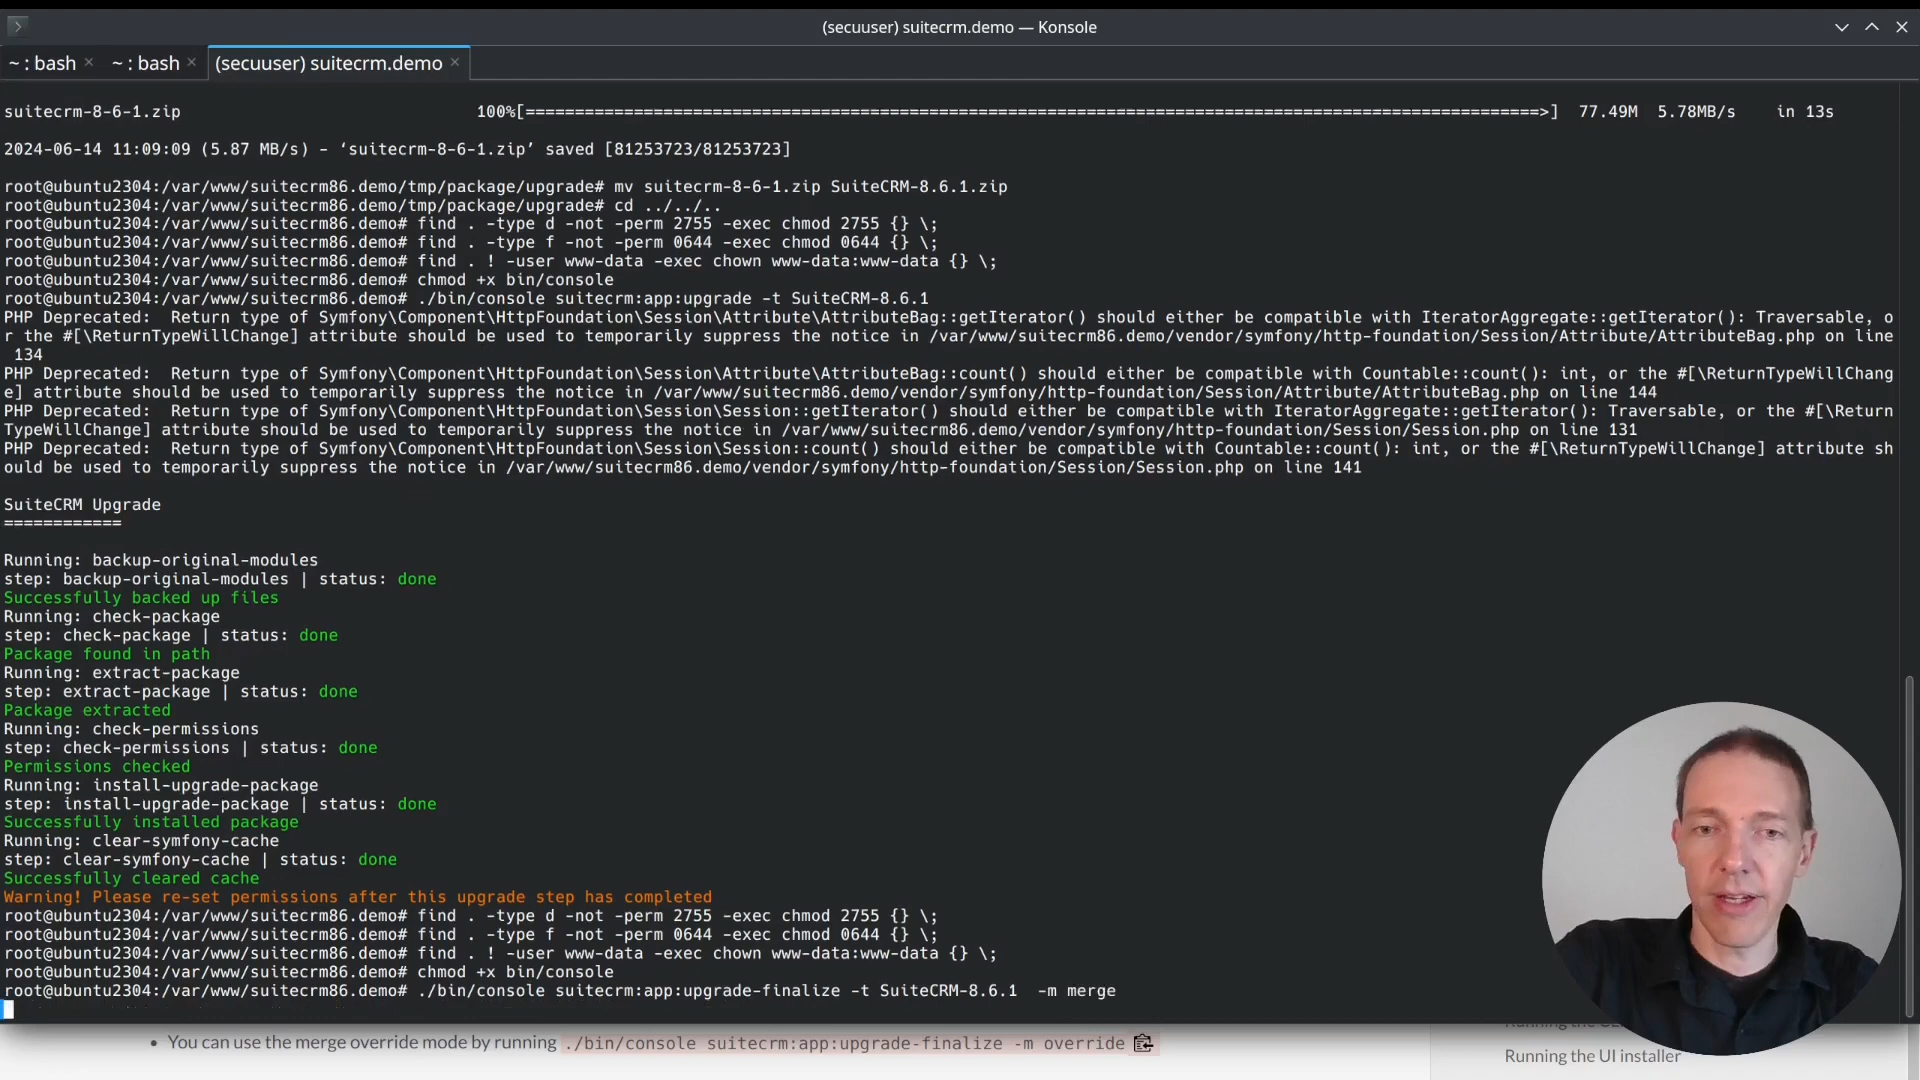 (secuuser) suitecrm.demo — Konsole
~ : bash
~ : bash
(secuuser) suitecrm.demo
suitecrm-8-6-1.zip 100%[========================================================================================================>] 77.49M 5.78MB/s in 13s
2024-06-14 11:09:09 (5.87 MB/s) - ‘suitecrm-8-6-1.zip’ saved [81253723/81253723]
root@ubuntu2304:/var/www/suitecrm86.demo/tmp/package/upgrade# mv suitecrm-8-6-1.zip SuiteCRM-8.6.1.zip
root@ubuntu2304:/var/www/suitecrm86.demo/tmp/package/upgrade# cd ../../..
root@ubuntu2304:/var/www/suitecrm86.demo# find . -type d -not -perm 2755 -exec chmod 2755 {} \;
root@ubuntu2304:/var/www/suitecrm86.demo# find . -type f -not -perm 0644 -exec chmod 0644 {} \;
root@ubuntu2304:/var/www/suitecrm86.demo# find . ! -user www-data -exec chown www-data:www-data {} \;
root@ubuntu2304:/var/www/suitecrm86.demo# chmod +x bin/console
root@ubuntu2304:/var/www/suitecrm86.demo# ./bin/console suitecrm:app:upgrade -t SuiteCRM-8.6.1
PHP Deprecated:  Return type of Symfony\Component\HttpFoundation\Session\Attribute\AttributeBag::getIterator() should either be compatible with IteratorAggregate::getIterator(): Traversable, o
r the #[\ReturnTypeWillChange] attribute should be used to temporarily suppress the notice in /var/www/suitecrm86.demo/vendor/symfony/http-foundation/Session/Attribute/AttributeBag.php on line
134
PHP Deprecated:  Return type of Symfony\Component\HttpFoundation\Session\Attribute\AttributeBag::count() should either be compatible with Countable::count(): int, or the #[\ReturnTypeWillChang
e] attribute should be used to temporarily suppress the notice in /var/www/suitecrm86.demo/vendor/symfony/http-foundation/Session/Attribute/AttributeBag.php on line 144
PHP Deprecated:  Return type of Symfony\Component\HttpFoundation\Session\Session::getIterator() should either be compatible with IteratorAggregate::getIterator(): Traversable, or the #[\Return
TypeWillChange] attribute should be used to temporarily suppress the notice in /var/www/suitecrm86.demo/vendor/symfony/http-foundation/Session/Session.php on line 131
PHP Deprecated:  Return type of Symfony\Component\HttpFoundation\Session\Session::count() should either be compatible with Countable::count(): int, or the #[\ReturnTypeWillChange] attribute sh
ould be used to temporarily suppress the notice in /var/www/suitecrm86.demo/vendor/symfony/http-foundation/Session/Session.php on line 141
SuiteCRM Upgrade
============
Running: backup-original-modules
step: backup-original-modules | status: done
Successfully backed up files
Running: check-package
step: check-package | status: done
Package found in path
Running: extract-package
step: extract-package | status: done
Package extracted
Running: check-permissions
step: check-permissions | status: done
Permissions checked
Running: install-upgrade-package
step: install-upgrade-package | status: done
Successfully installed package
Running: clear-symfony-cache
step: clear-symfony-cache | status: done
Successfully cleared cache
Warning! Please re-set permissions after this upgrade step has completed
root@ubuntu2304:/var/www/suitecrm86.demo# find . -type d -not -perm 2755 -exec chmod 2755 {} \;
root@ubuntu2304:/var/www/suitecrm86.demo# find . -type f -not -perm 0644 -exec chmod 0644 {} \;
root@ubuntu2304:/var/www/suitecrm86.demo# find . ! -user www-data -exec chown www-data:www-data {} \;
root@ubuntu2304:/var/www/suitecrm86.demo# chmod +x bin/console
root@ubuntu2304:/var/www/suitecrm86.demo# ./bin/console suitecrm:app:upgrade-finalize -t SuiteCRM-8.6.1  -m merge
• You can use the merge override mode by running ./bin/console suitecrm:app:upgrade-finalize -m override
Running the UI installer